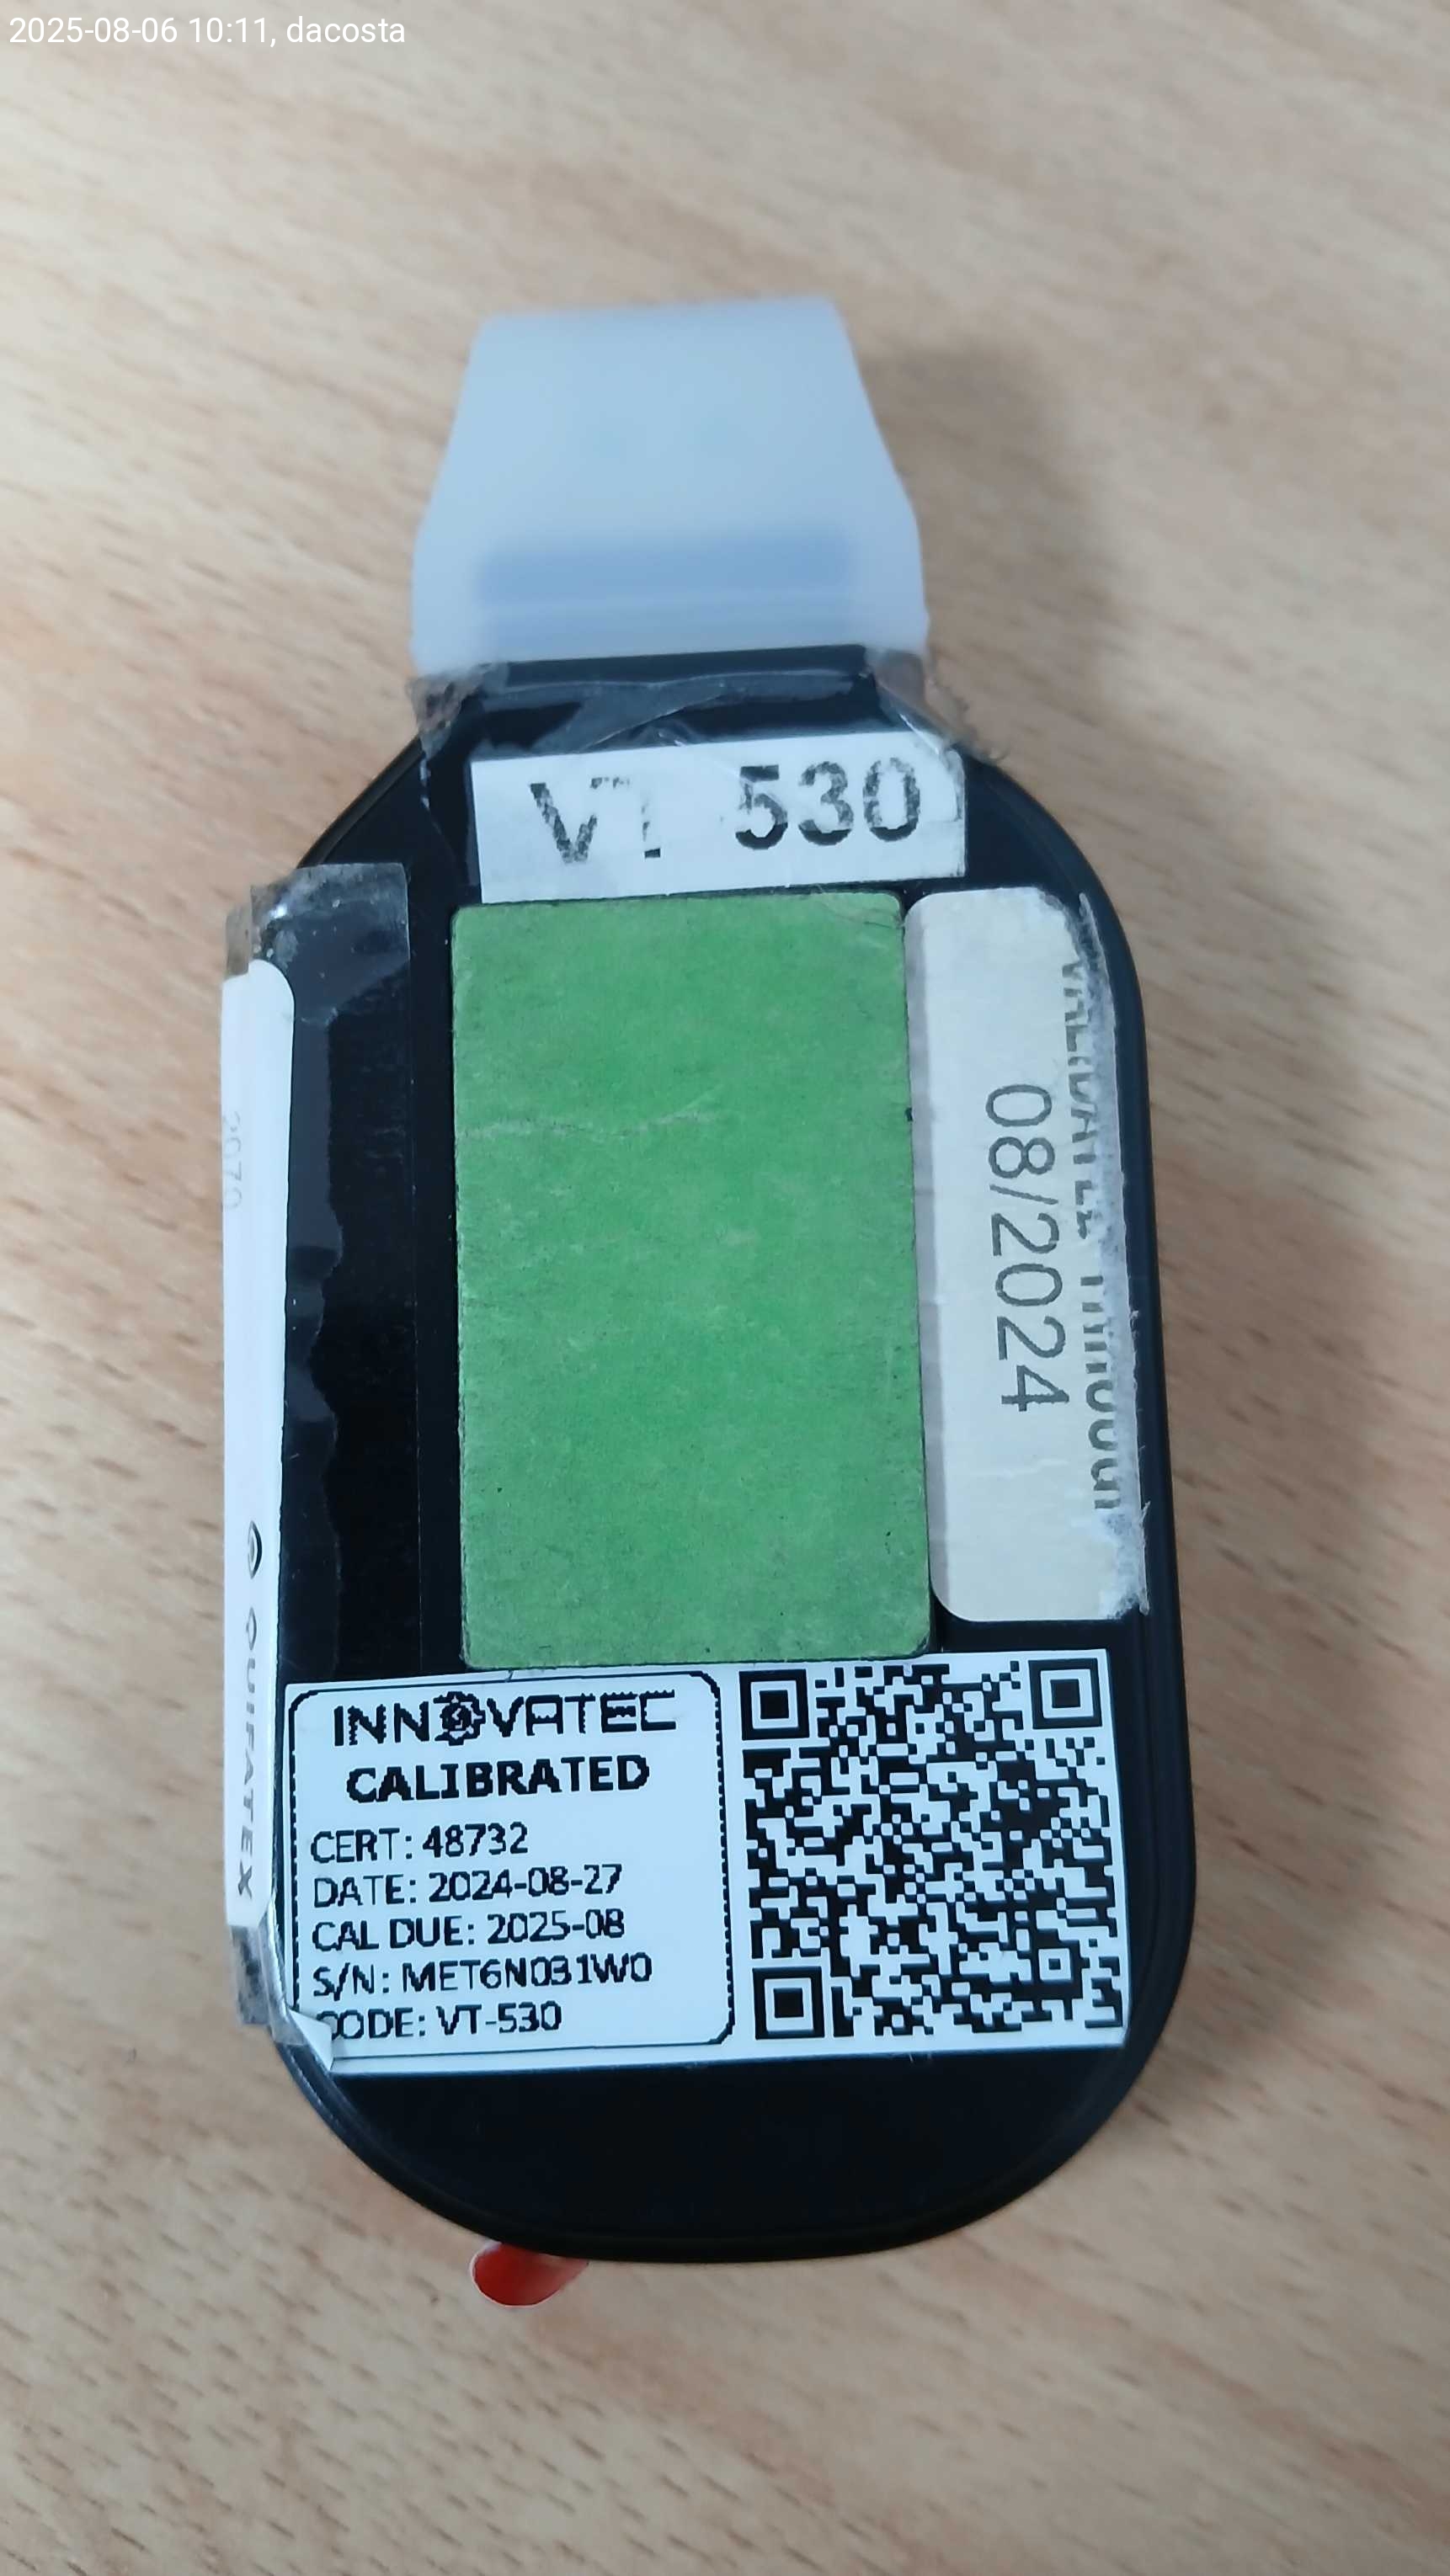 2025-08-06 10:11, dacosta
VT 530
08/2024
QUIFATEX
INNOVATEC
CALIBRATED
CERT: 48732
DATE: 2024-08-27
CAL DUE: 2025-08
S/N: MET6N031W0
CODE: VT-530